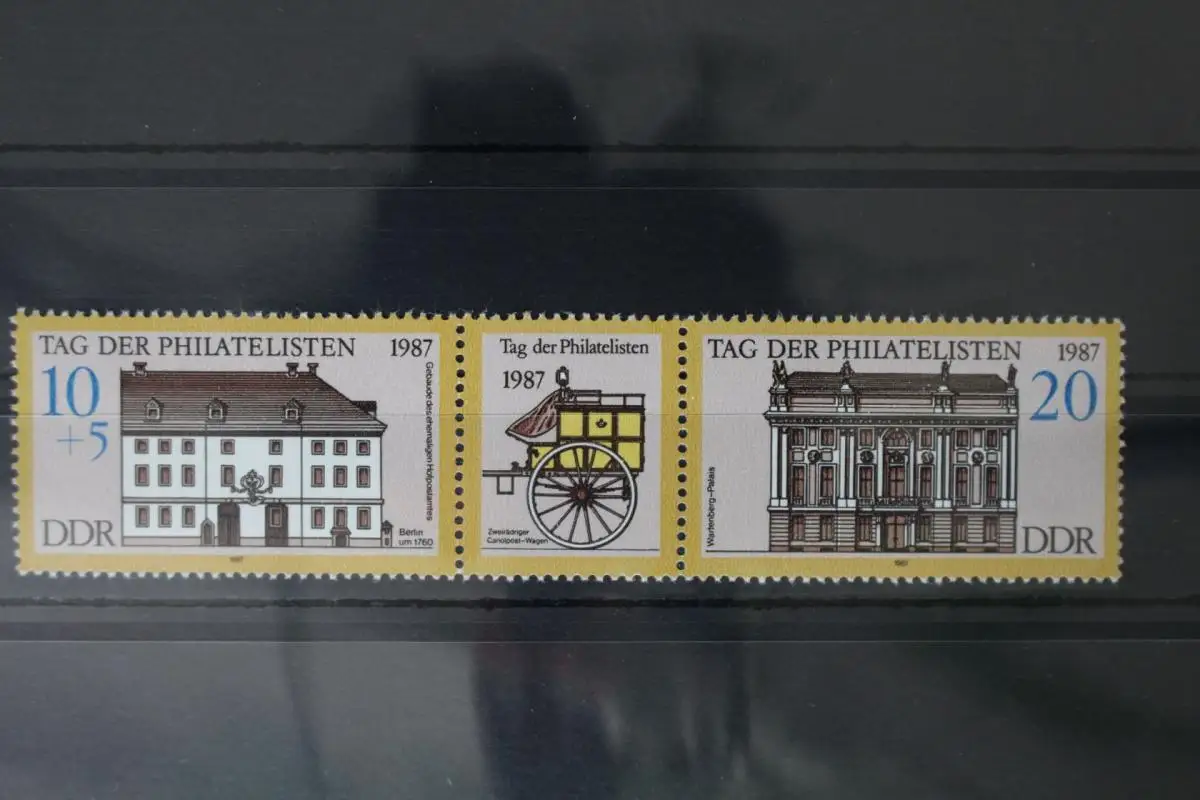 TAG DER PHILATELISTEN 1987
10
+5
Gebäude des ehemaligen Hofpostamtes
DDR
Berlin
um 1760
1987
Tag der Philatelisten
1987
Zweirädriger
Cariolpost-Wagen
TAG DER PHILATELISTEN 1987
20
Wartenberg-Palais
DDR
1987